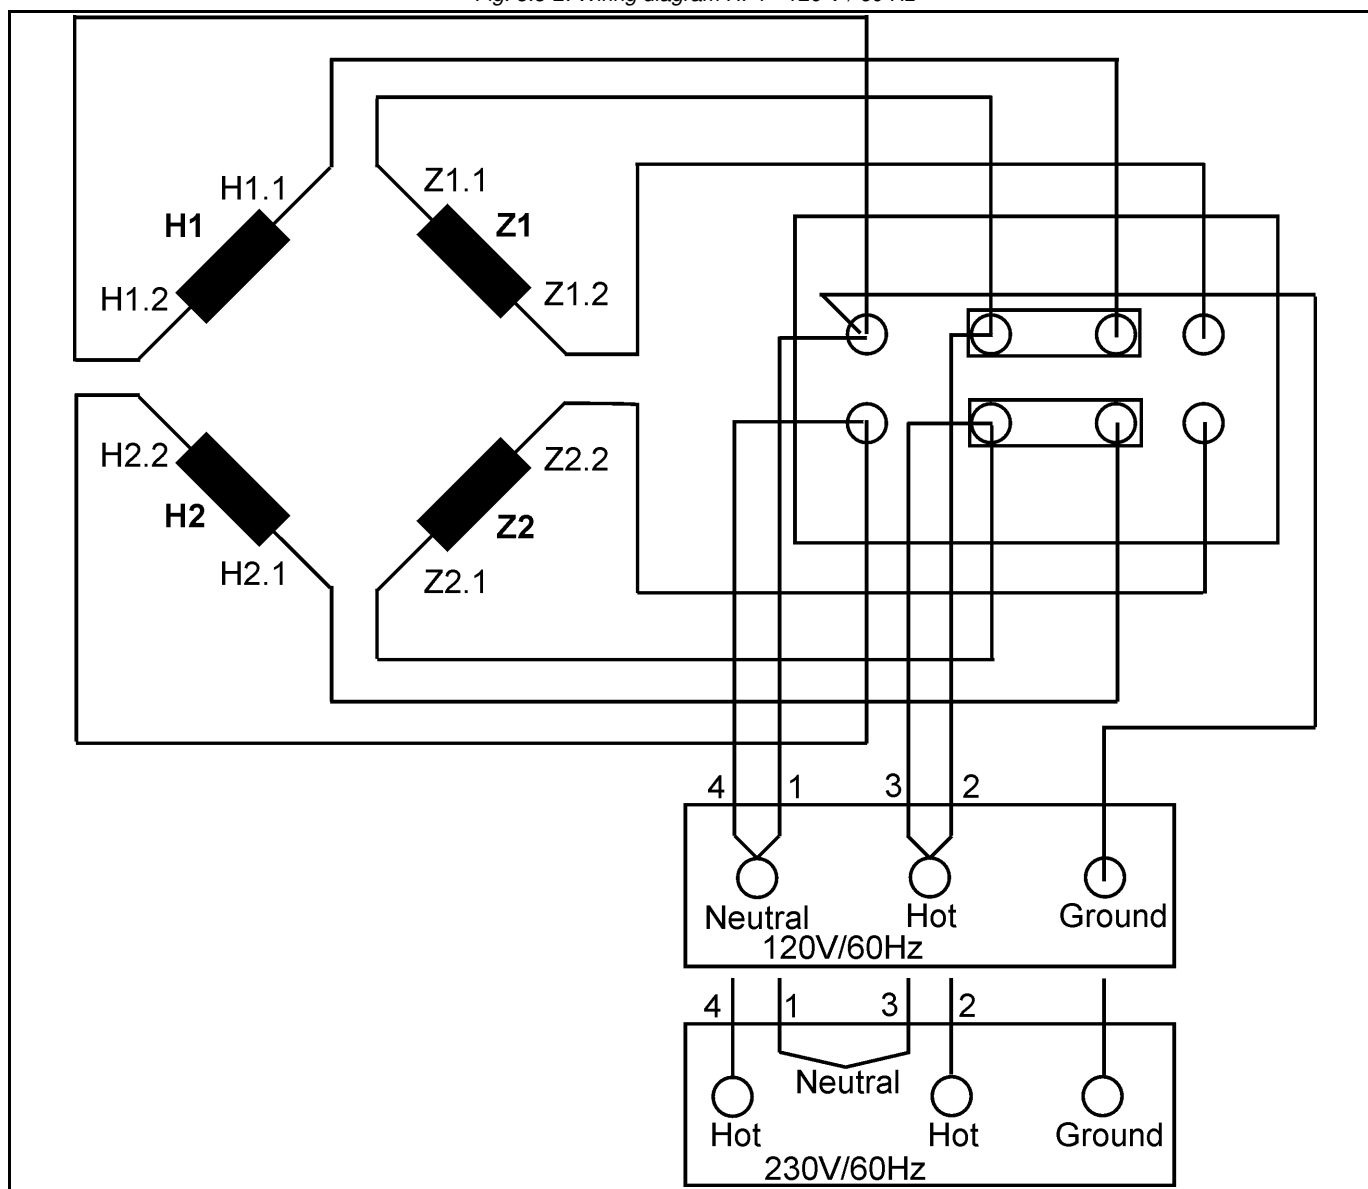 H1.1
Z1.1
H1
Z1
H1.2
Z1.2
H2.2
Z2.2
H2
Z2
H2.1
Z2.1
4 1 3 2
Neutral Hot Ground
120V/60Hz
4 1 3 2
Neutral
Hot Hot Ground
230V/60Hz